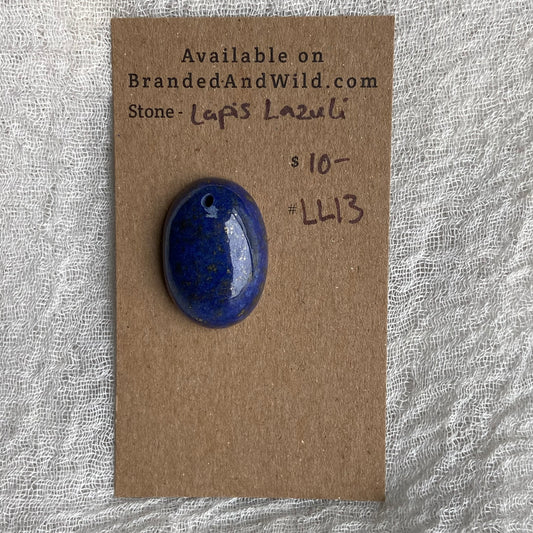 Available on
BrandedAndWild.com
Stone - Lapis Lazuli
$ 10-
# LL13